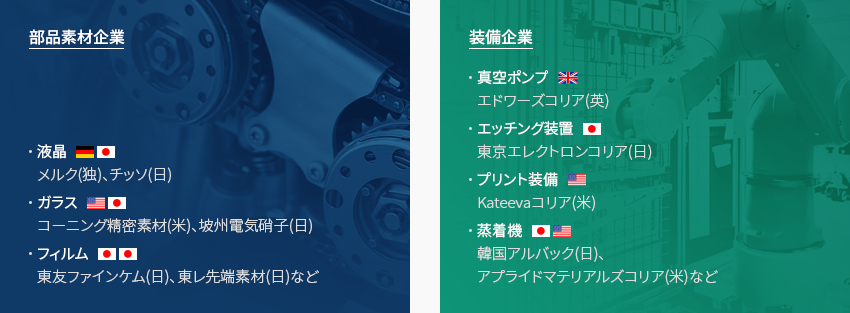 部品素材企業
・液晶
メルク(独)、チッソ(日)
・ガラス
コーニング精密素材(米)、坡州電気硝子(日)
・フィルム
東友ファインケム(日)、東レ先端素材(日)など
装備企業
・真空ポンプ
エドワーズコリア(英)
・エッチング装置
東京エレクトロンコリア(日)
・プリント装備
Kateevaコリア(米)
・蒸着機
韓国アルバック(日)、
アプライドマテリアルズコリア(米)など